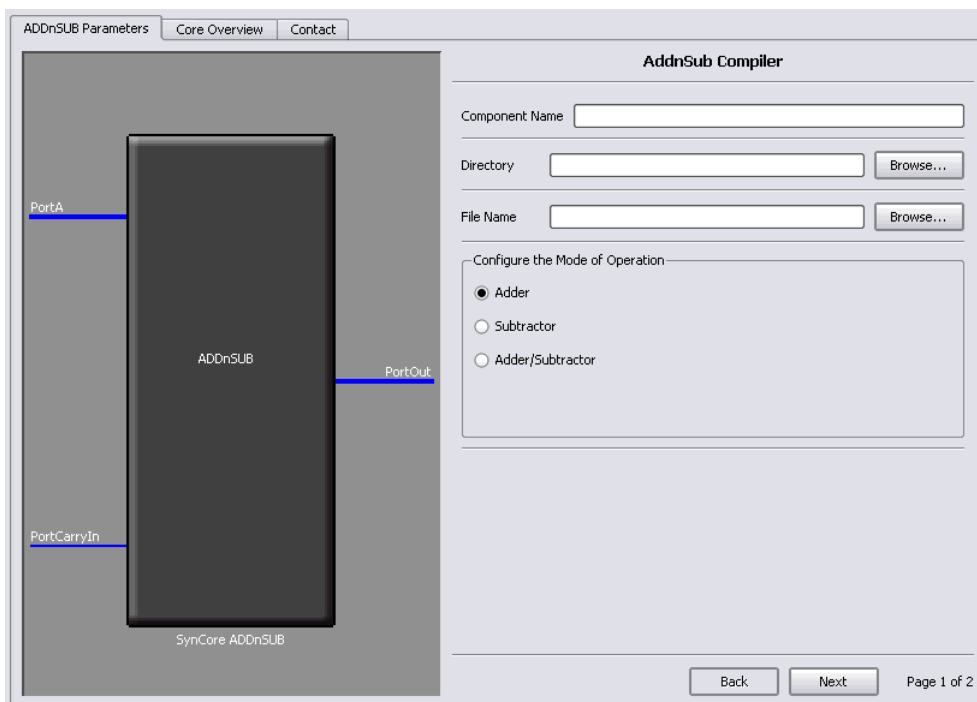 ADDnSUB Parameters
Core Overview
Contact
PortA
ADDnSUB
PortOut
PortCarryIn
SynCore ADDnSUB
AddnSub Compiler
Component Name
Directory
Browse...
File Name
Browse...
Configure the Mode of Operation
Adder
Subtractor
Adder/Subtractor
Back
Next
Page 1 of 2